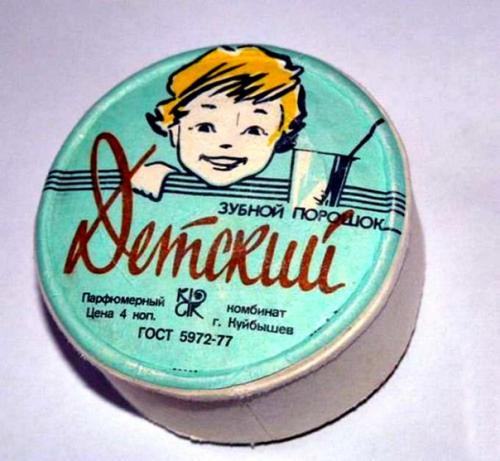 ЗУБНОЙ ПОРОШОК
Детский
Парфюмерный комбинат
Цена 4 коп. г. Куйбышев
ГОСТ 5972-77